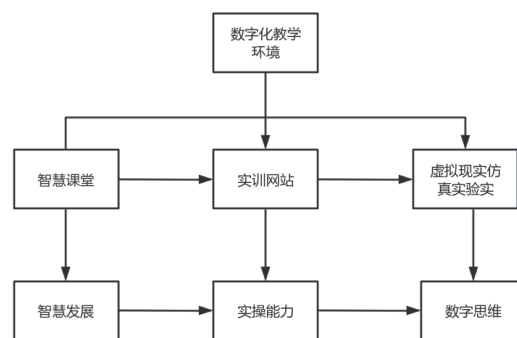 数字化教学
环境
智慧课堂
实训网站
虚拟现实仿
真实验实
智慧发展
实操能力
数字思维